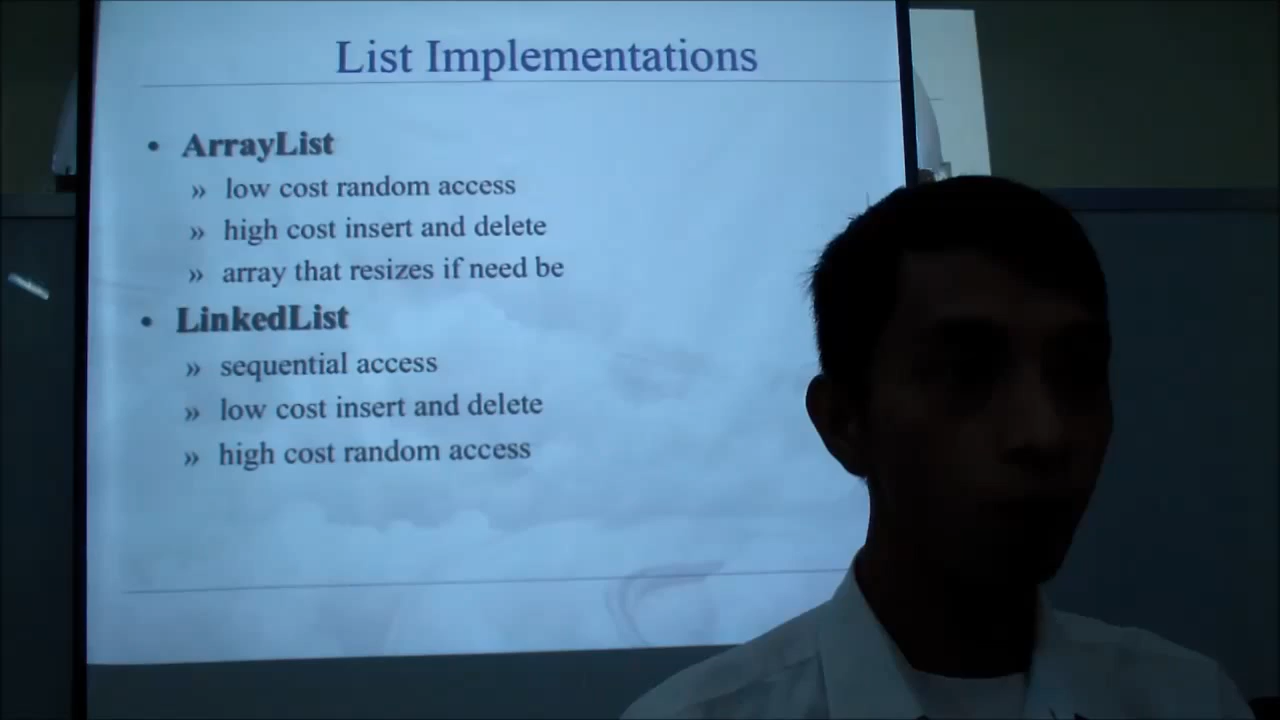 List Implementations
• ArrayList
» low cost random access
» high cost insert and delete
» array that resizes if need be
• LinkedList
» sequential access
» low cost insert and delete
» high cost random access